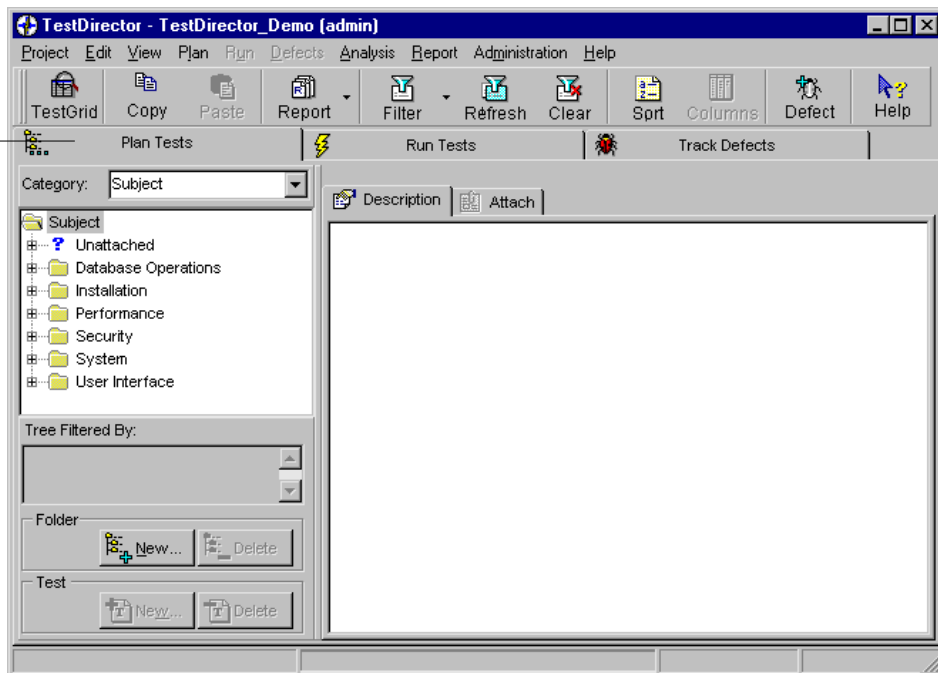 TestDirector - TestDirector_Demo (admin)
Project Edit View Plan Run Defects Analysis Report Administration Help
TestGrid Copy Paste Report Filter Refresh Clear Sort Columns Defect Help
Plan Tests Run Tests Track Defects
Category: Subject
Description Attach
Subject
? Unattached
Database Operations
Installation
Performance
Security
System
User Interface
Tree Filtered By:
Folder
New... Delete
Test
New... Delete